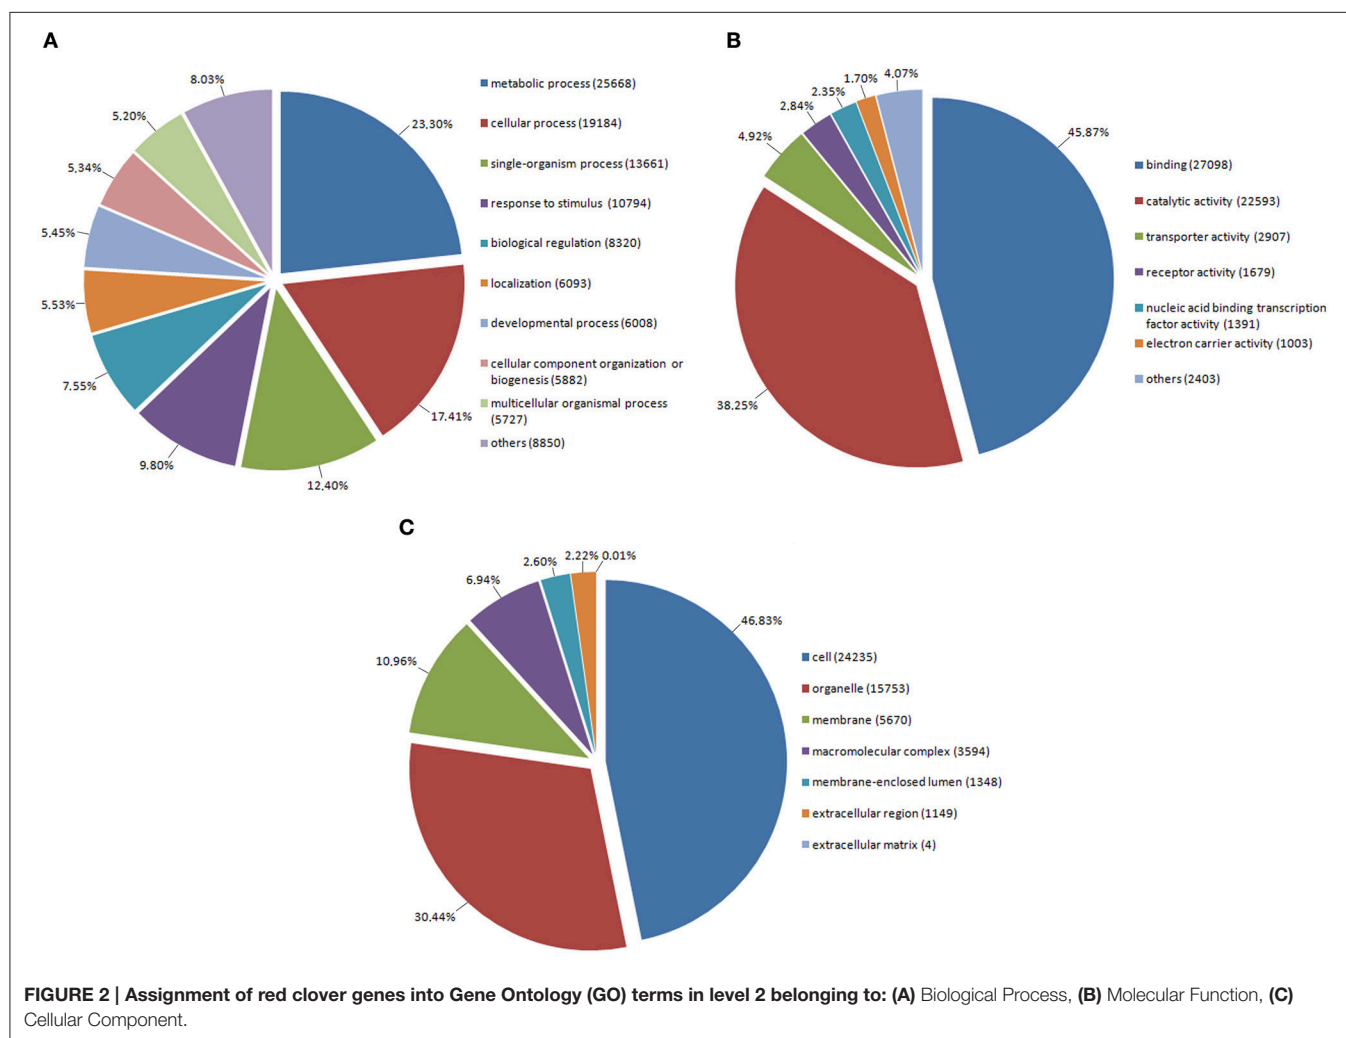 A
8.03%
5.20%
5,34%
5,45%
5,53%
7.55%
9.80%
12,40%
17,41%
23,30%
metabolic process (25668)
cellular process (19184)
single-organism process (13661)
response to stimulus (10794)
biological regulation (8320)
localization (6093)
developmental process (6008)
cellular component organization or
biogenesis (5882)
multicellular organismal process
(5727)
others (8850)
B
4.07%
1.70%
2.35%
2.84%
4.92%
38.25%
45.87%
binding (27098)
catalytic activity (22593)
transporter activity (2907)
receptor activity (1679)
nucleic acid binding transcription
factor activity (1391)
electron carrier activity (1003)
others (2403)
C
2.22% 0.01%
2.60%
6.94%
10,96%
30,44%
46,83%
cell (24235)
organelle (15753)
membrane (5670)
macromolecular complex (3594)
membrane-enclosed lumen (1348)
extracellular region (1149)
extracellular matrix (4)
FIGURE 2 | Assignment of red clover genes into Gene Ontology (GO) terms in level 2 belonging to: (A) Biological Process, (B) Molecular Function, (C)
Cellular Component.